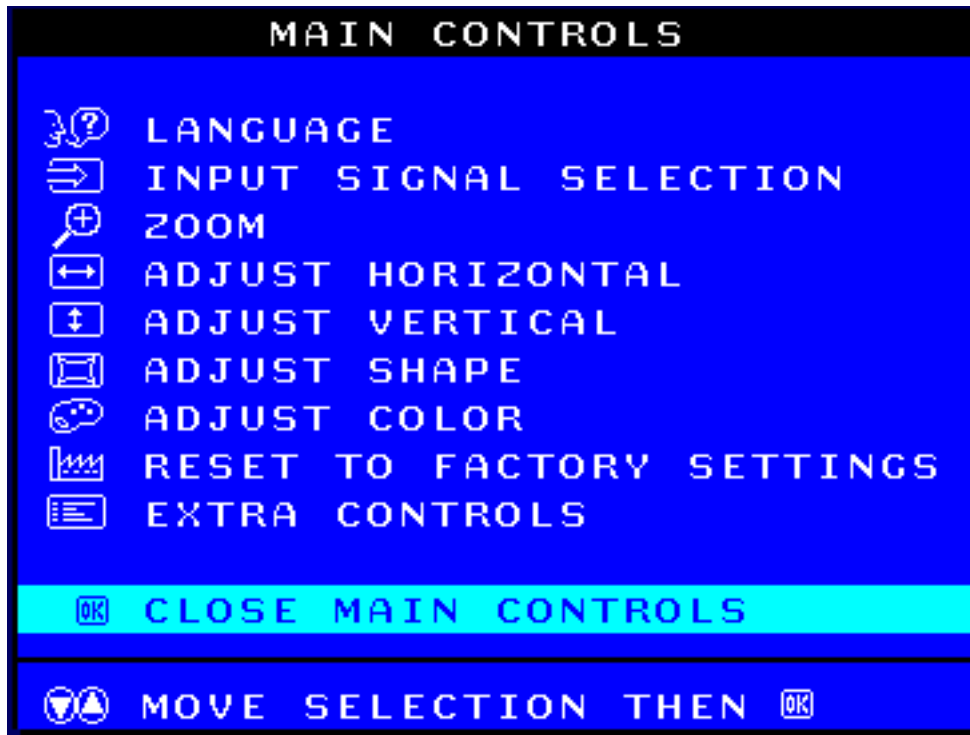 MAIN CONTROLS
? LANGUAGE
INPUT SIGNAL SELECTION
ZOOM
ADJUST HORIZONTAL
ADJUST VERTICAL
ADJUST SHAPE
ADJUST COLOR
RESET TO FACTORY SETTINGS
EXTRA CONTROLS
OK CLOSE MAIN CONTROLS
MOVE SELECTION THEN OK